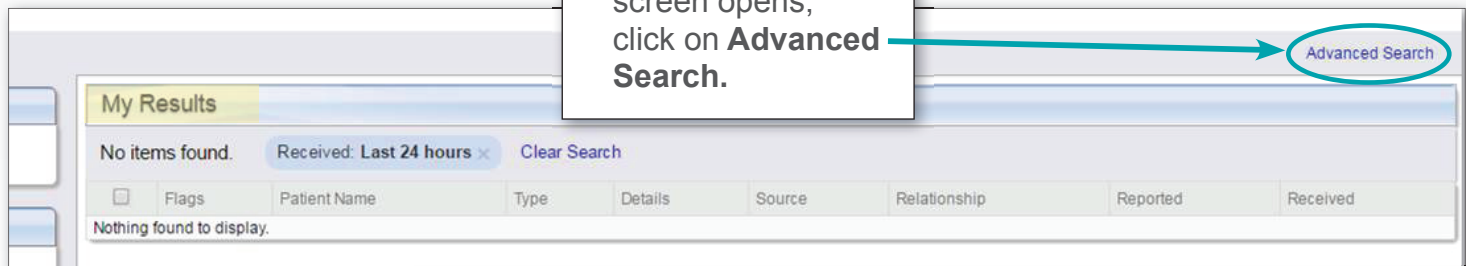 screen opens,
click on Advanced
Search.
Advanced Search
My Results
No items found. Received: Last 24 hours × Clear Search
Flags Patient Name Type Details Source Relationship Reported Received
Nothing found to display.